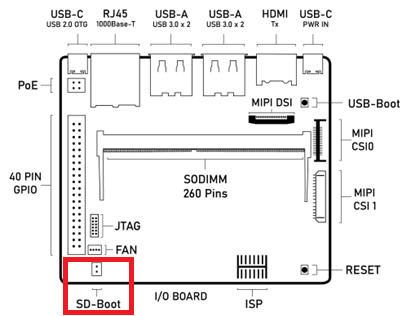 USB-C
USB 2.0 OTG
RJ45
1000Base-T
USB-A
USB 3.0 x 2
USB-A
USB 3.0 x 2
HDMI
Tx
USB-C
PWR IN
PoE
MIPI DSI
USB-Boot
40 PIN
GPIO
SODIMM
260 Pins
MIPI
CSI0
MIPI
CSI 1
JTAG
FAN
RESET
SD-Boot
I/O BOARD
ISP